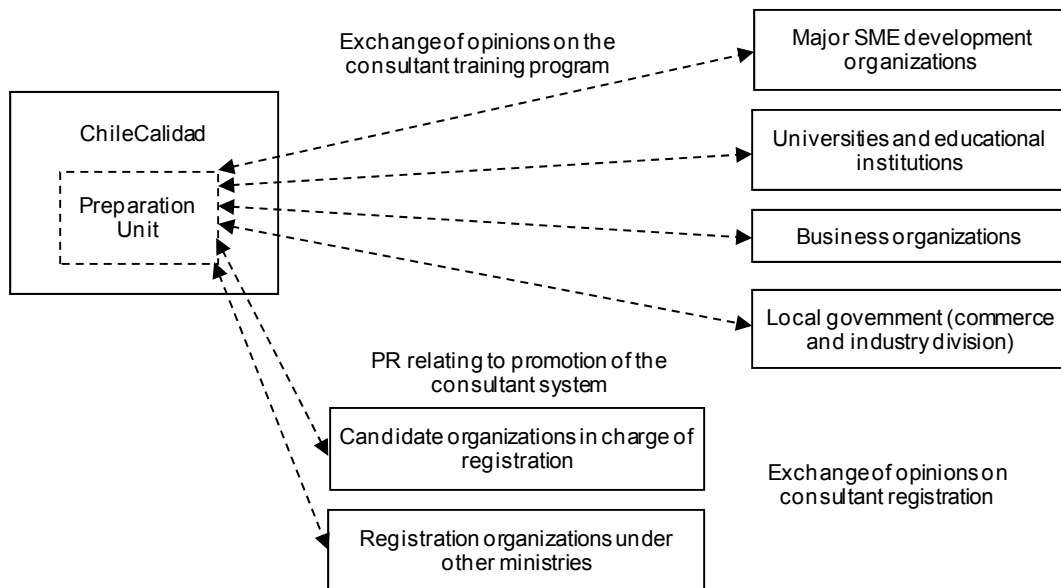 Exchange of opinions on the
consultant training program
Major SME development
organizations
ChileCalidad
Universities and educational
institutions
Preparation
Unit
Business organizations
Local government (commerce
and industry division)
PR relating to promotion of the
consultant system
Candidate organizations in charge of
registration
Exchange of opinions on
consultant registration
Registration organizations under
other ministries